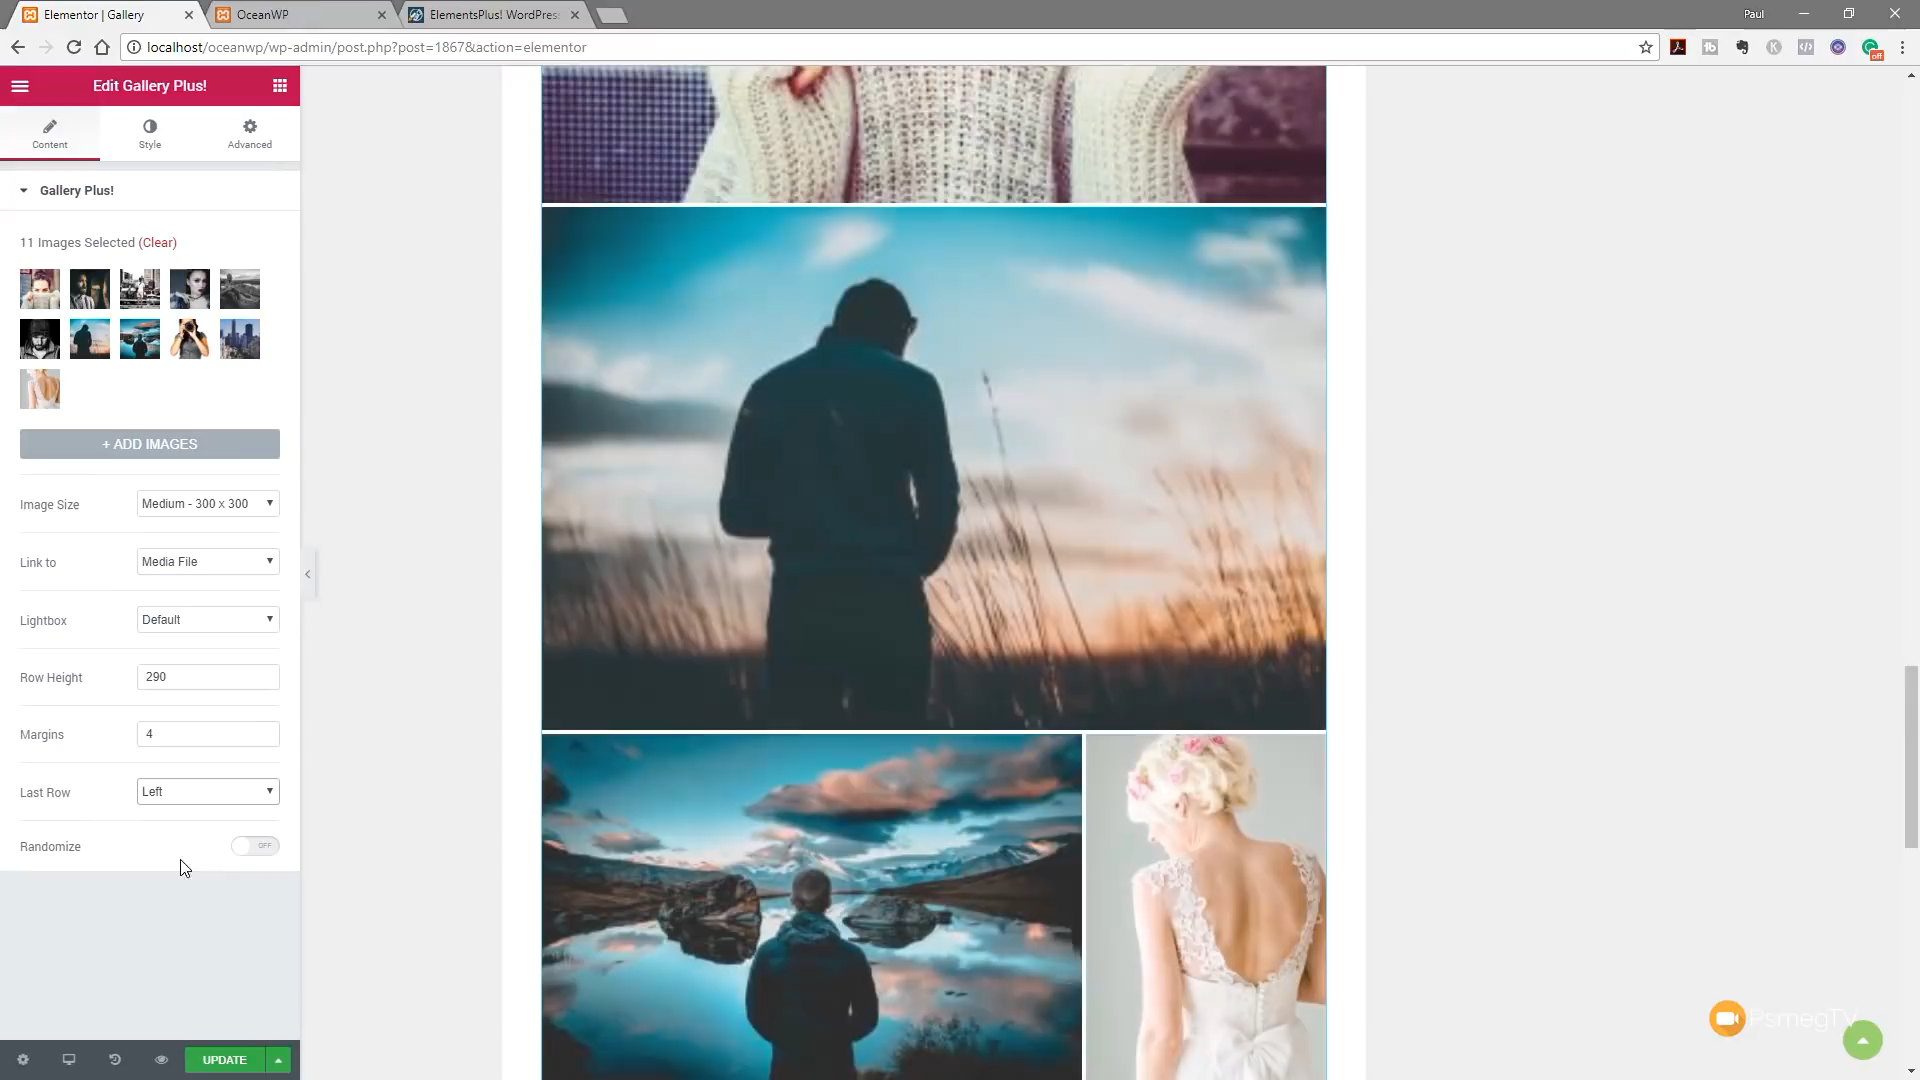 Elementor | Gallery
OceanWP
ElementsPlus! WordPress
Paul
localhost/oceanwp/wp-admin/post.php?post=1867&action=elementor
off
Edit Gallery Plus!
Content
Style
Advanced
Gallery Plus!
11 Images Selected (Clear)
+ ADD IMAGES
Image Size
Medium - 300 x 300
Link to
Media File
Lightbox
Default
Row Height
290
Margins
4
Last Row
Left
Randomize
OFF
UPDATE
PsmegTv